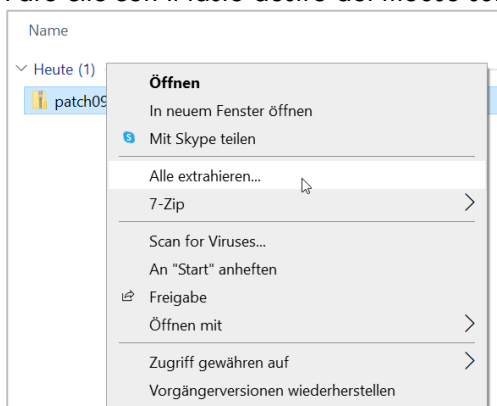 Name
Heute (1)
patch09
Öffnen
In neuem Fenster öffnen
Mit Skype teilen
Alle extrahieren...
7-Zip
Scan for Viruses...
An "Start" anheften
Freigabe
Öffnen mit
Zugriff gewähren auf
Vorgängerversionen wiederherstellen